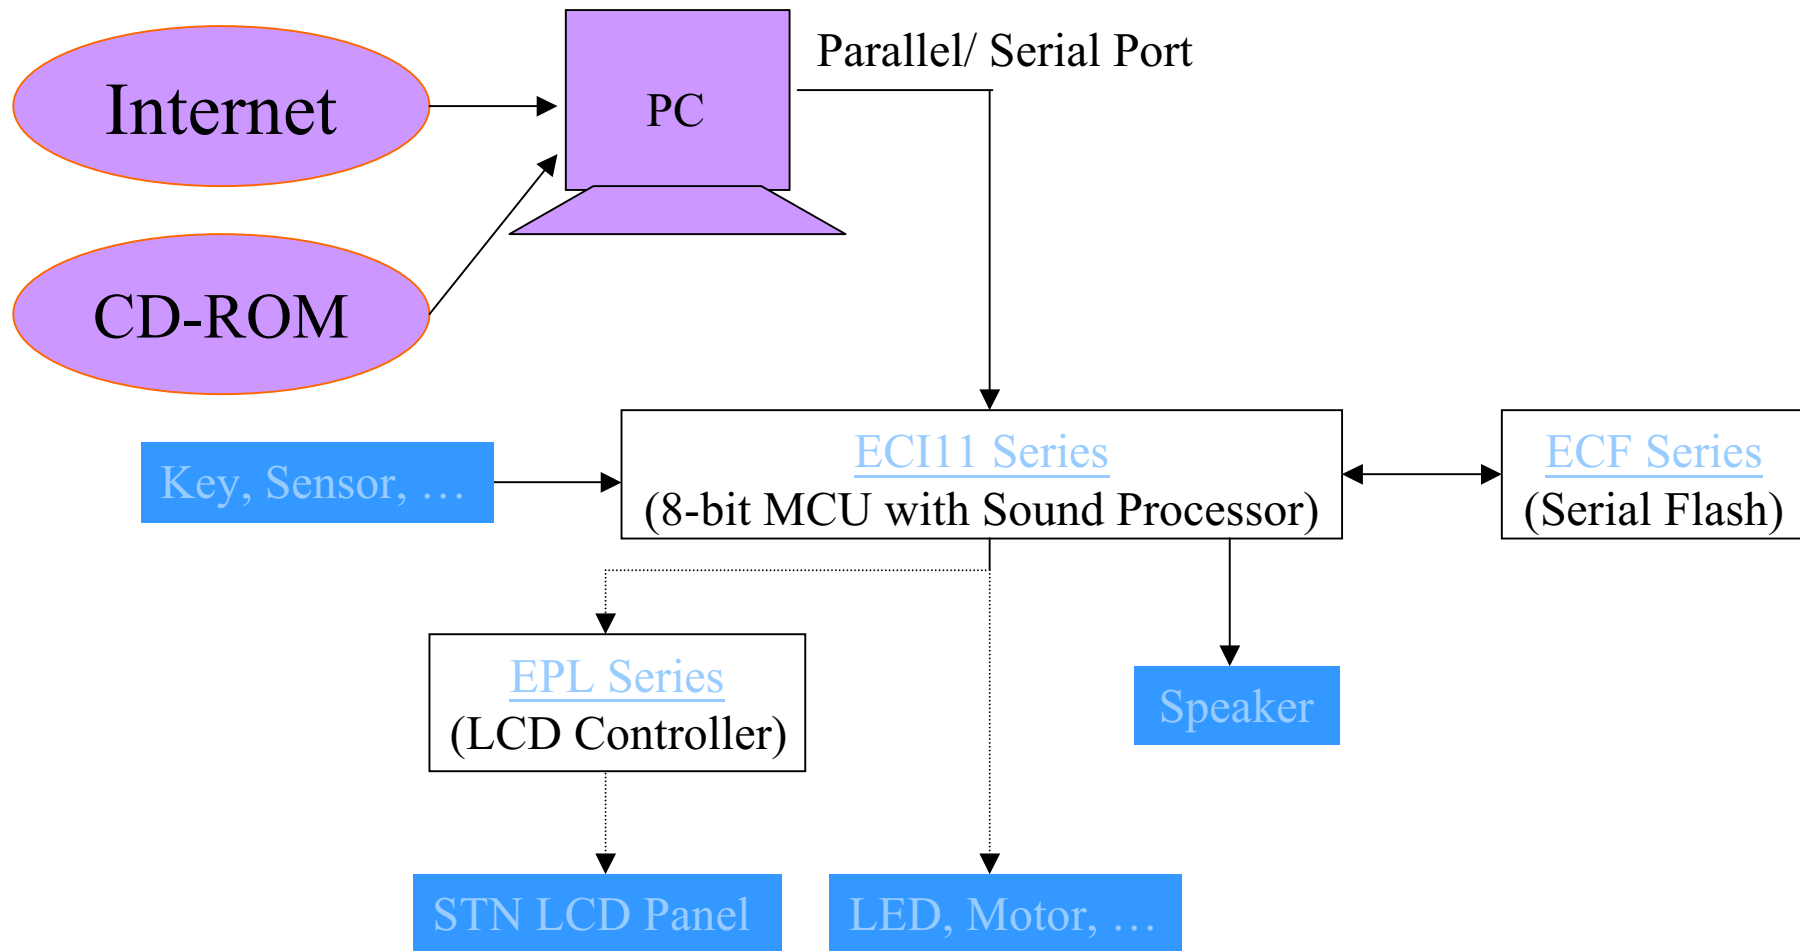 Internet
PC
Parallel/ Serial Port
CD-ROM
Key, Sensor, …
ECI11 Series
(8-bit MCU with Sound Processor)
ECF Series
(Serial Flash)
EPL Series
(LCD Controller)
Speaker
STN LCD Panel
LED, Motor, …